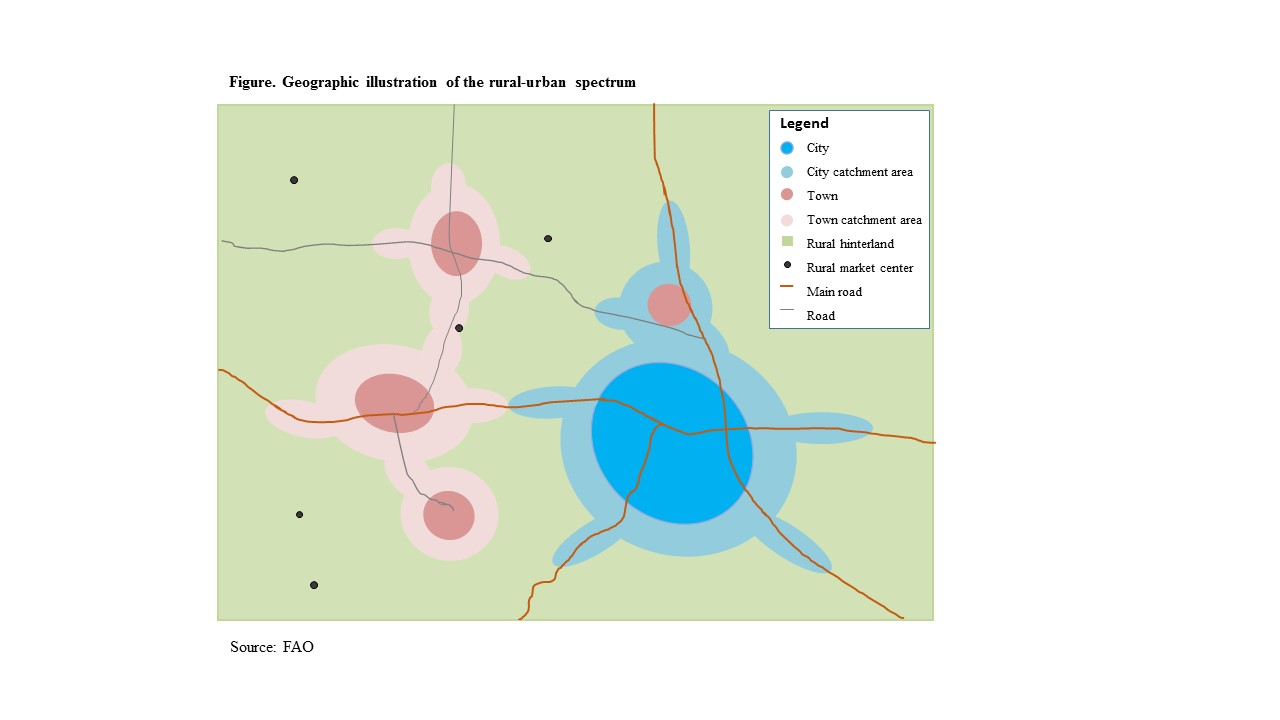 Figure. Geographic illustration of the rural-urban spectrum
Legend
City
City catchment area
Town
Town catchment area
Rural hinterland
Rural market center
Main road
Road
Source: FAO